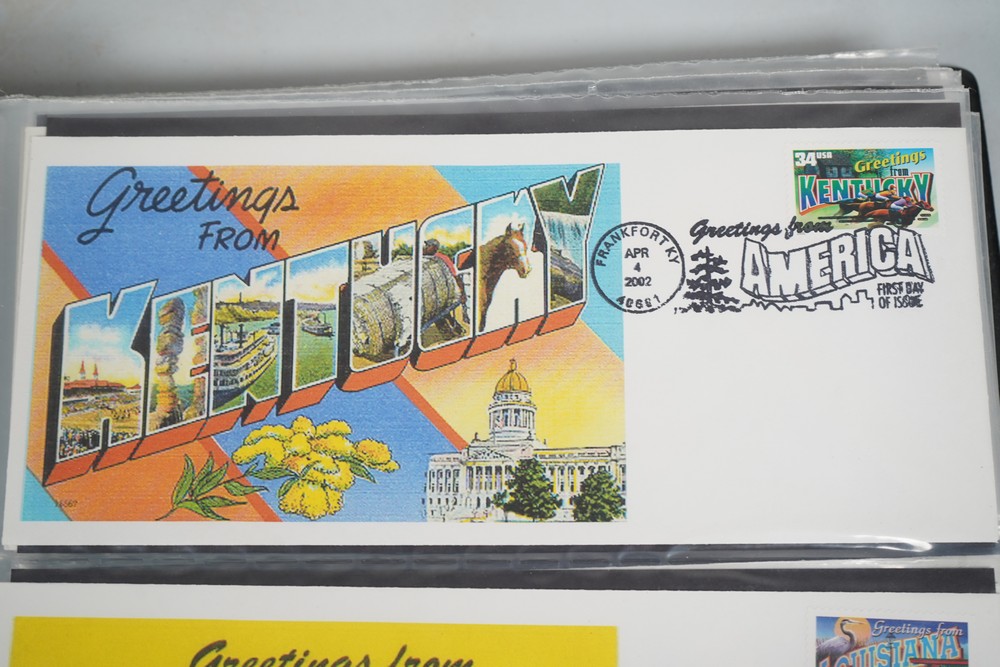 Greetings
FROM
KENTUCKY
34 USA
Greetings
from
KENTUCKY
FRANKFORT KY
APR
4
2002
Greetings from
AMERICA
FIRST DAY
OF ISSUE
Greetings from
Greetings from
LOUISIANA